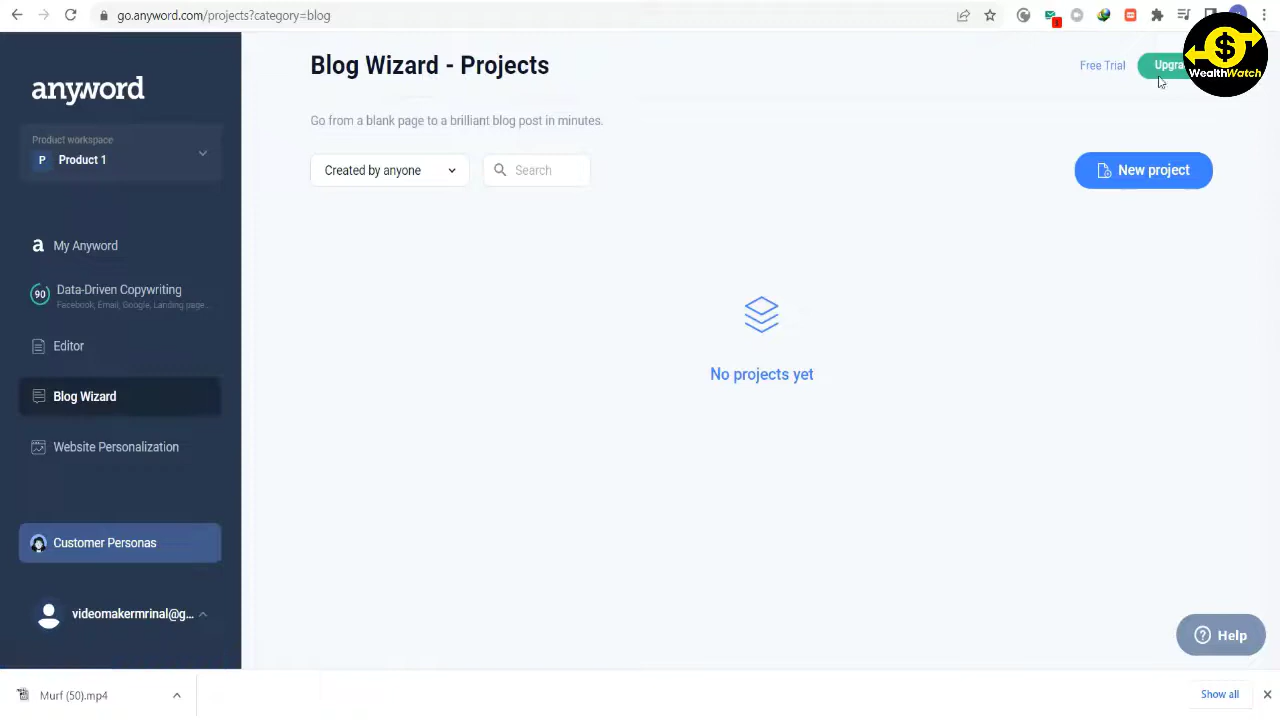 go.anyword.com/projects?category=blog
1
anyword
Product workspace
P Product 1
a My Anyword
90 Data-Driven Copywriting
Facebook, Email, Google, Landing page...
Editor
Blog Wizard
Website Personalization
Customer Personas
videomakermrinal@g...
Blog Wizard - Projects
Free Trial
WealthWatch
Go from a blank page to a brilliant blog post in minutes.
Created by anyone
Search
New project
No projects yet
Help
Murf (50).mp4
Show all